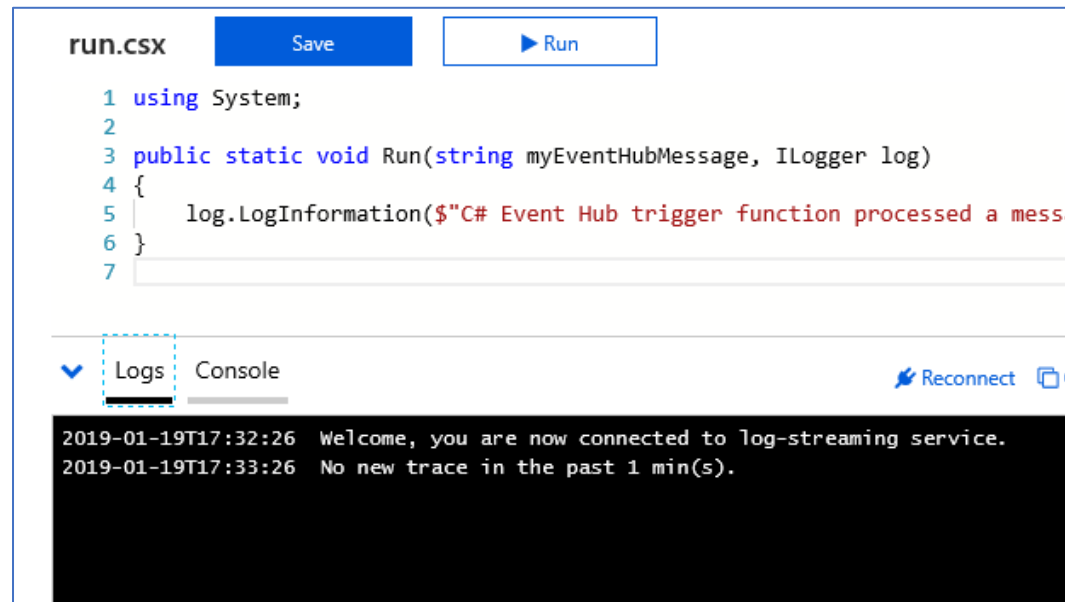 run.csx Save Run
1 using System;
2
3 public static void Run(string myEventHubMessage, ILogger log)
4 {
5 log.LogInformation($"C# Event Hub trigger function processed a mess
6 }
7
Logs Console Reconnect
2019-01-19T17:32:26 Welcome, you are now connected to log-streaming service.
2019-01-19T17:33:26 No new trace in the past 1 min(s).